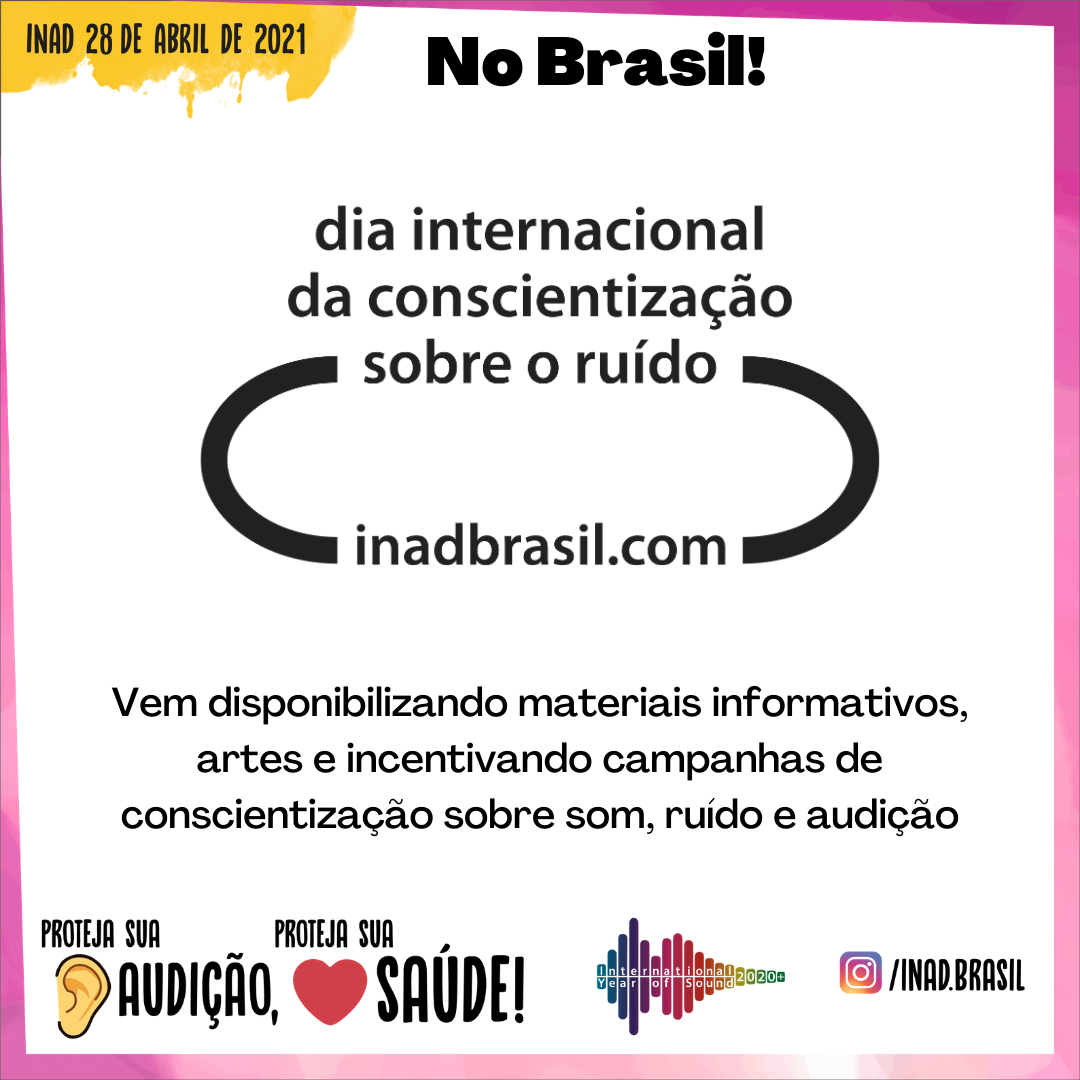 INAD 28 DE ABRIL DE 2021
No Brasil!
dia internacional
da conscientização
sobre o ruído
inadbrasil.com
Vem disponibilizando materiais informativos,
artes e incentivando campanhas de
conscientização sobre som, ruído e audição
PROTEJA SUA
AUDIÇÃO,
PROTEJA SUA
SAÚDE!
International
Year of Sound 2020+
/INAD.BRASIL